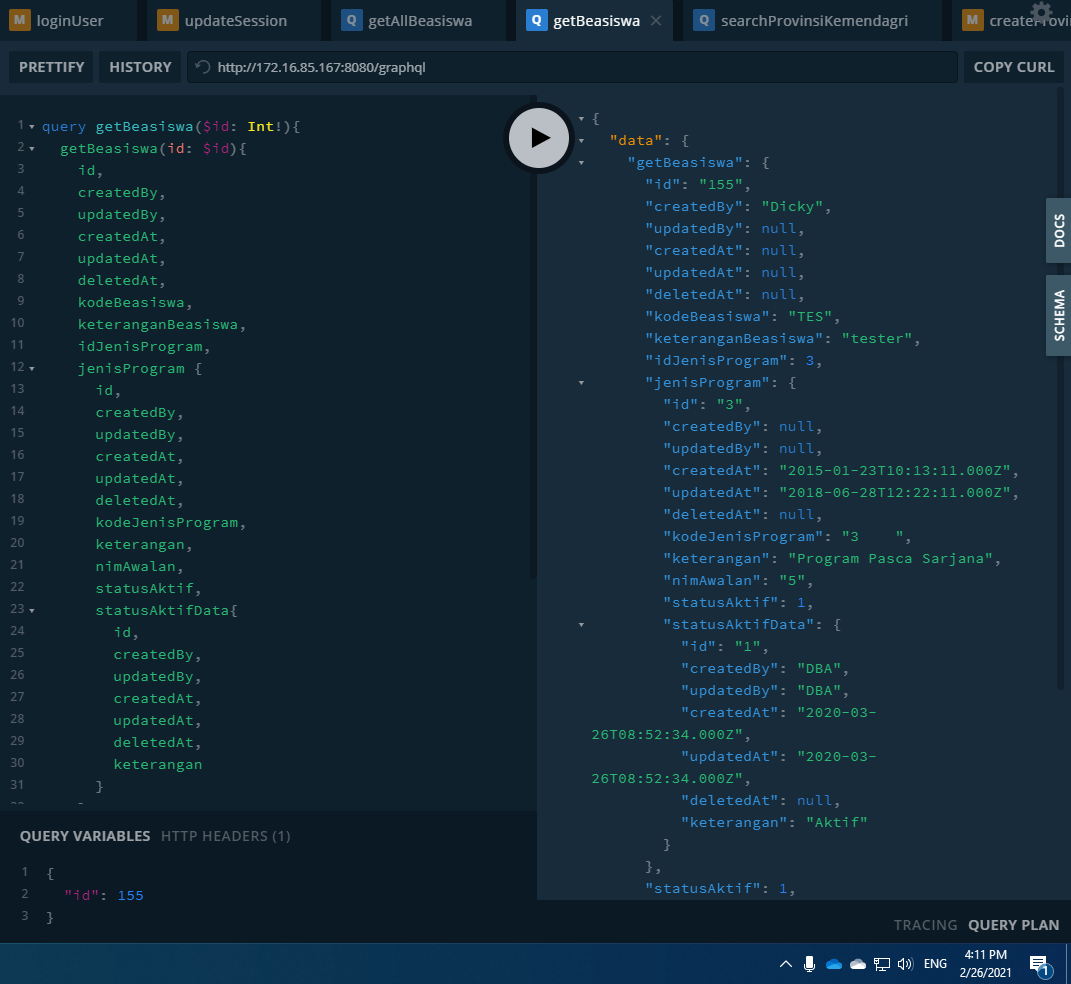 M loginUser M updateSession Q getAllBeasiswa Q getBeasiswa × Q searchProvinsiKemendagri M
PRETTIFY HISTORY http://172.16.85.167:8080/graphql COPY CURL
1 query getBeasiswa($id: Int!){
2 getBeasiswa(id: $id){
3 id,
4 createdBy,
5 updatedBy,
6 createdAt,
7 updatedAt,
8 deletedAt,
9 kodeBeasiswa,
10 keteranganBeasiswa,
11 idJenisProgram,
12 jenisProgram {
13 id,
14 createdBy,
15 updatedBy,
16 createdAt,
17 updatedAt,
18 deletedAt,
19 kodeJenisProgram,
20 keterangan,
21 nimAwalan,
22 statusAktif,
23 statusAktifData{
24 id,
25 createdBy,
26 updatedBy,
27 createdAt,
28 updatedAt,
29 deletedAt,
30 keterangan
31 }
{
"data": {
"getBeasiswa": {
"id": "155",
"createdBy": "Dicky",
"updatedBy": null,
"createdAt": null,
"updatedAt": null,
"deletedAt": null,
"kodeBeasiswa": "TES",
"keteranganBeasiswa": "tester",
"idJenisProgram": 3,
"jenisProgram": {
"id": "3",
"createdBy": null,
"updatedBy": null,
"createdAt": "2015-01-23T10:13:11.000Z",
"updatedAt": "2018-06-28T12:22:11.000Z",
"deletedAt": null,
"kodeJenisProgram": "3    ",
"keterangan": "Program Pasca Sarjana",
"nimAwalan": "5",
"statusAktif": 1,
"statusAktifData": {
"id": "1",
"createdBy": "DBA",
"updatedBy": "DBA",
"createdAt": "2020-03-
26T08:52:34.000Z",
"updatedAt": "2020-03-
26T08:52:34.000Z",
"deletedAt": null,
"keterangan": "Aktif"
}
},
"statusAktif": 1,
DOCS
SCHEMA
QUERY VARIABLES HTTP HEADERS (1)
1 {
2 "id": 155
3 }
TRACING QUERY PLAN
ENG 4:11 PM
2/26/2021
1